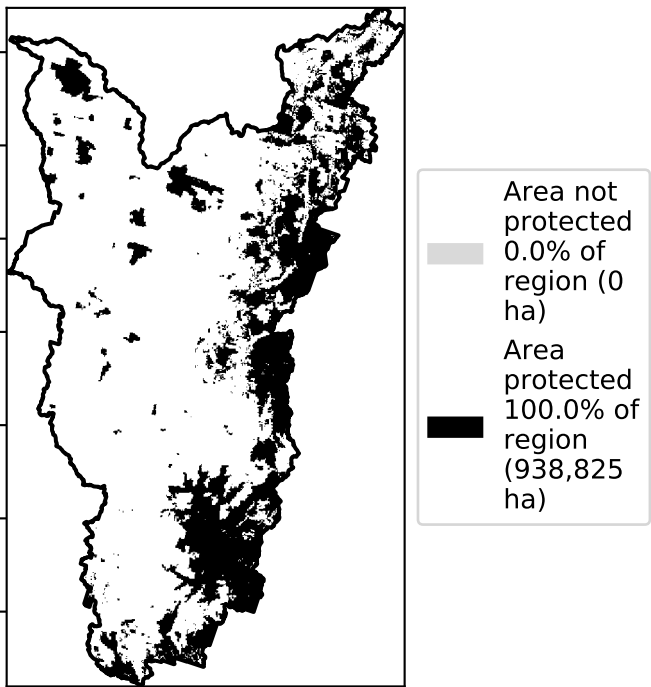 Area not
protected
0.0% of
region (0
ha)
Area
protected
100.0% of
region
(938,825
ha)